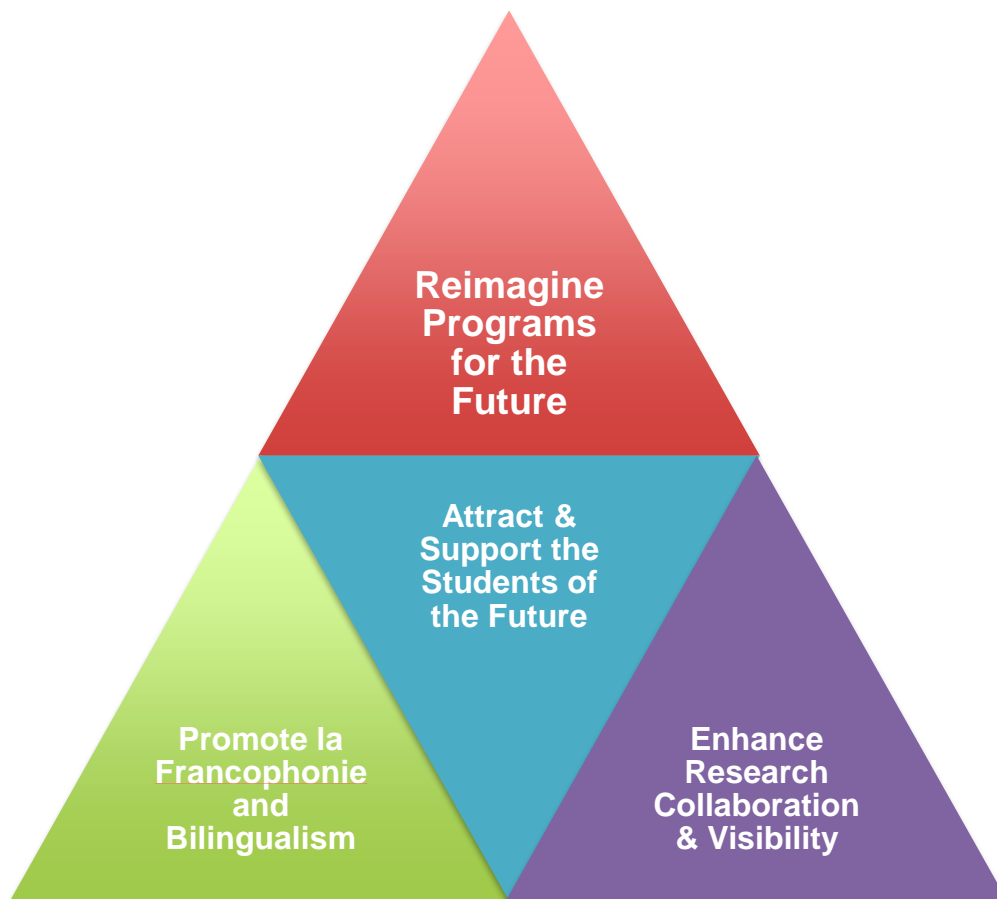 Reimagine
Programs
for the
Future
Attract &
Support the
Students of
the Future
Promote la
Francophonie
and
Bilingualism
Enhance
Research
Collaboration
& Visibility